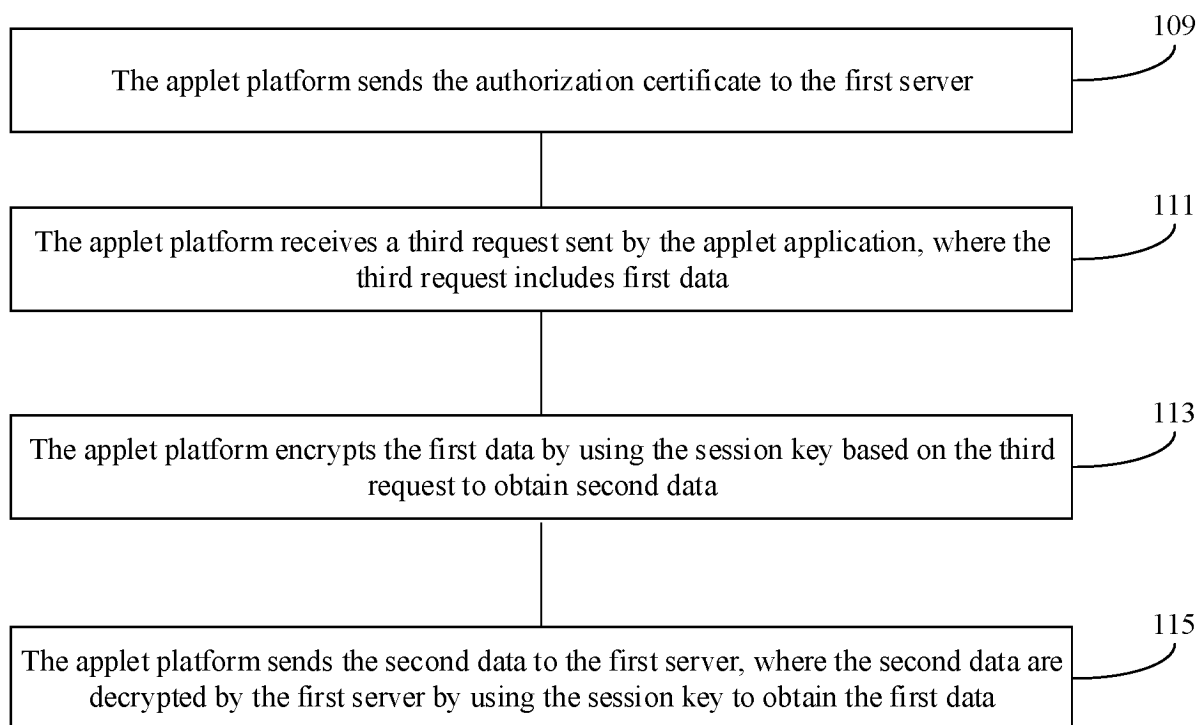 109
The applet platform sends the authorization certificate to the first server
111
The applet platform receives a third request sent by the applet application, where the
third request includes first data
113
The applet platform encrypts the first data by using the session key based on the third
request to obtain second data
115
The applet platform sends the second data to the first server, where the second data are
decrypted by the first server by using the session key to obtain the first data